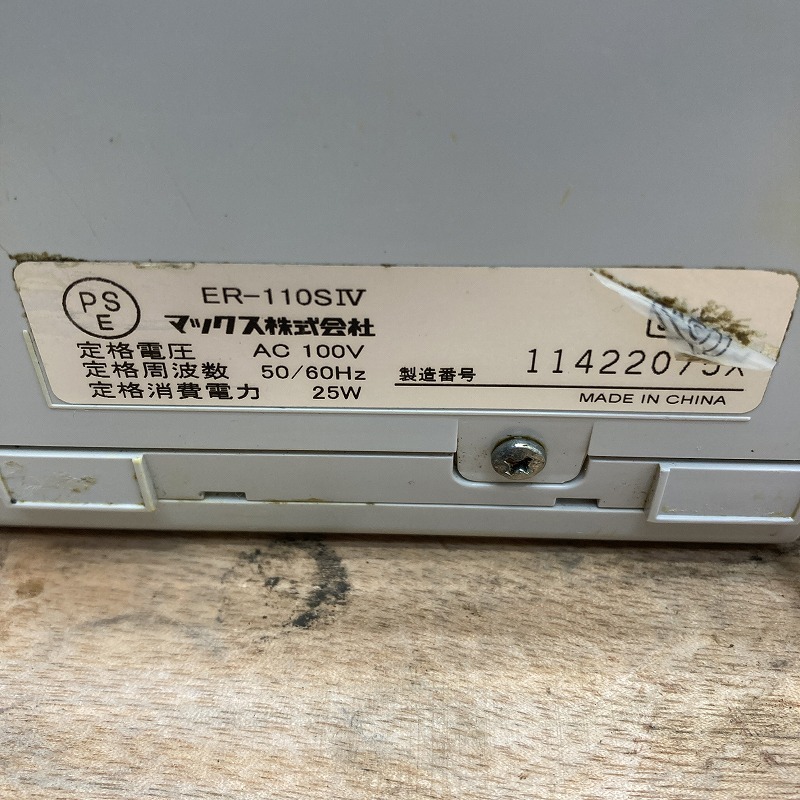 PS
E
ER-110SⅣ
マックス株式会社
定格電圧 AC 100V
定格周波数 50/60Hz
定格消費電力 25W
製造番号 11422075X
MADE IN CHINA